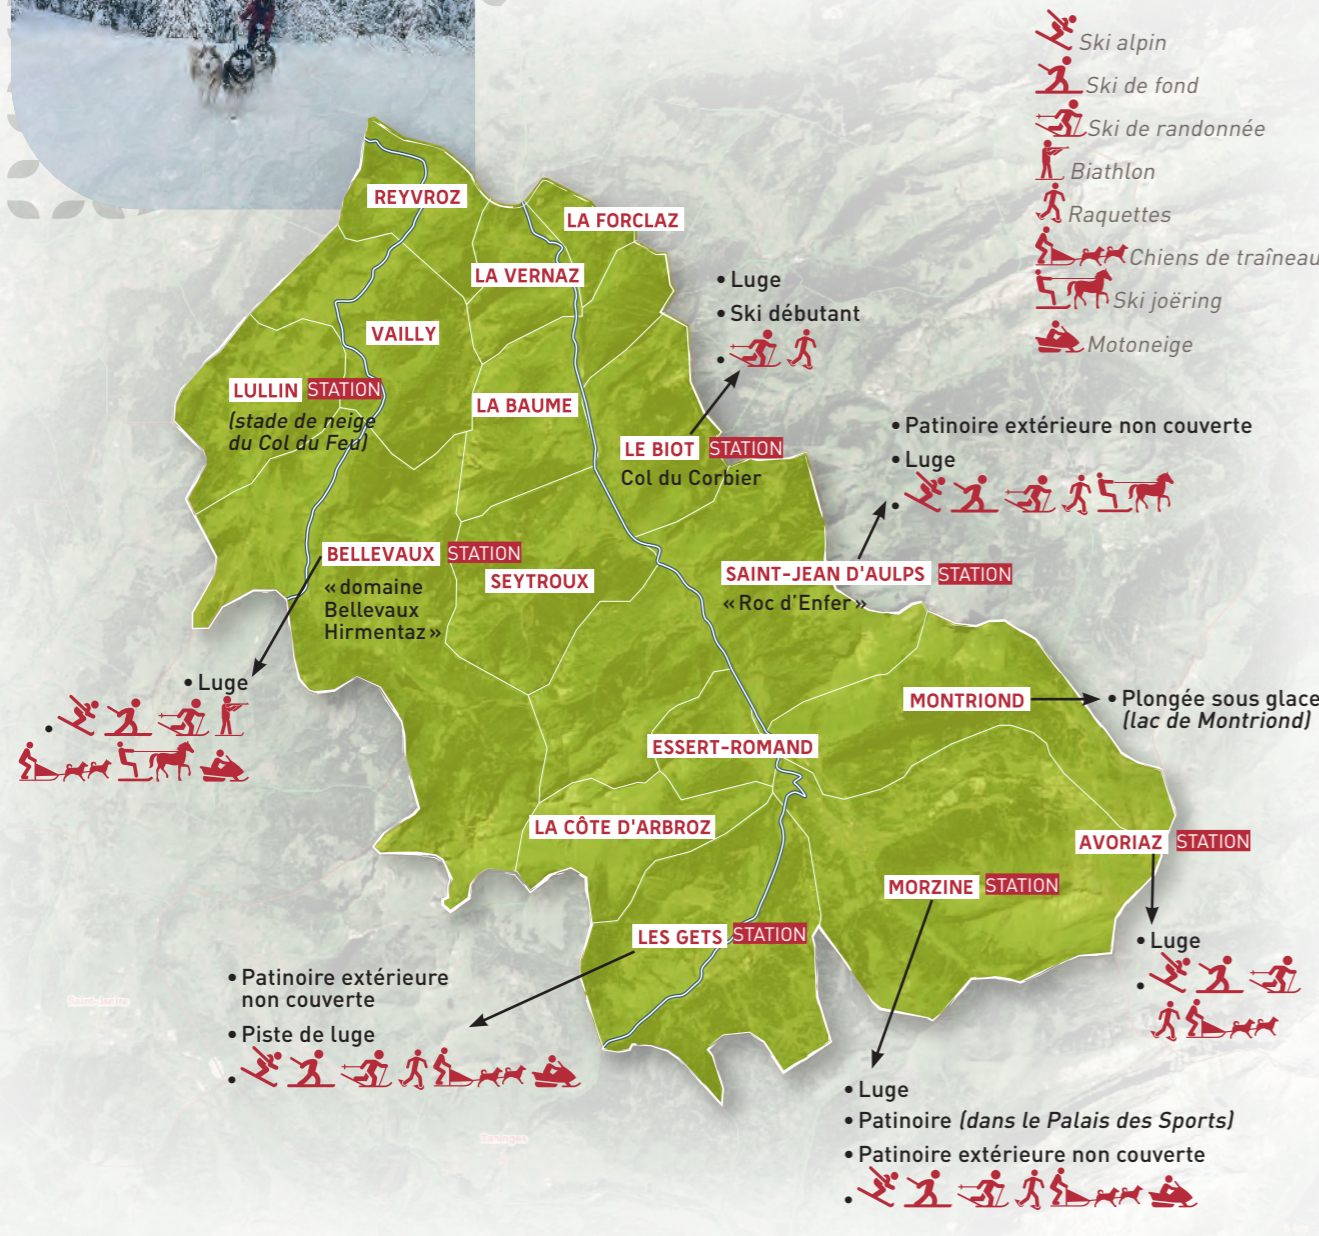 Ski alpin
Ski de fond
Ski de randonnée
Biathlon
Raquettes
Chiens de traîneau
Ski joëring
Motoneige
REYVROZ
LA FORCLAZ
LA VERNAZ
VAILLY
LULLIN STATION
(stade de neige
du Col du Feu)
LA BAUME
• Luge
• Ski débutant
•
LE BIOT STATION
Col du Corbier
• Patinoire extérieure non couverte
• Luge
•
BELLEVAUX STATION
« domaine
Bellevaux
Hirmentaz »
SEYTROUX
SAINT-JEAN D'AULPS STATION
« Roc d'Enfer »
• Luge
•
MONTRIOND
• Plongée sous glace
(lac de Montriond)
ESSERT-ROMAND
LA CÔTE D'ARBROZ
AVORIAZ STATION
MORZINE STATION
LES GETS STATION
• Luge
•
• Patinoire extérieure
non couverte
• Piste de luge
•
• Luge
• Patinoire (dans le Palais des Sports)
• Patinoire extérieure non couverte
•
Taninges